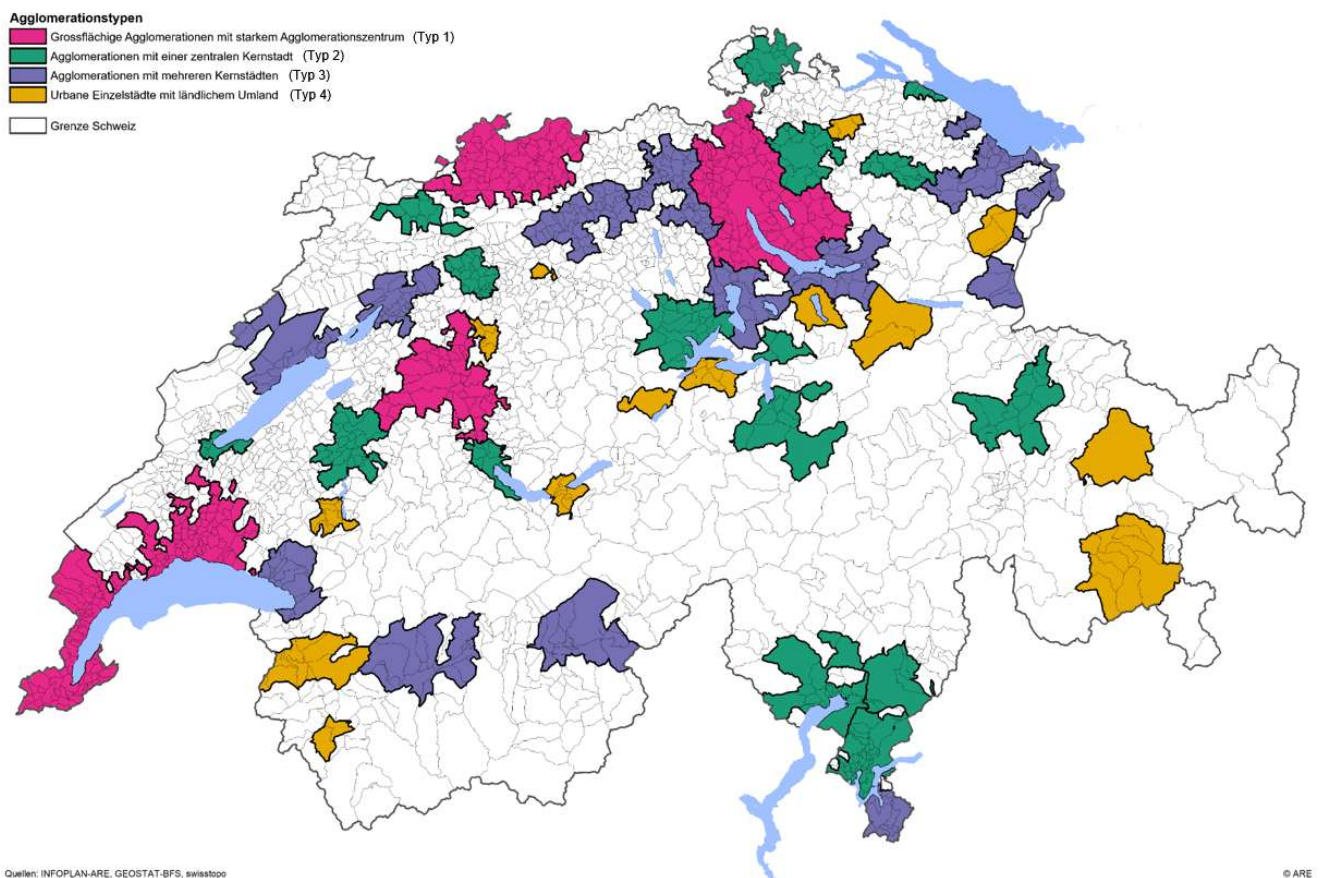 Agglomerationstypen
Grossflächige Agglomerationen mit starkem Agglomerationszentrum (Typ 1)
Agglomerationen mit einer zentralen Kernstadt (Typ 2)
Agglomerationen mit mehreren Kernstädten (Typ 3)
Urbane Einzelstädte mit ländlichem Umland (Typ 4)
Grenze Schweiz
Quellen: INFOPLAN-ARE, GEOSTAT-BFS, swisstopo
© ARE